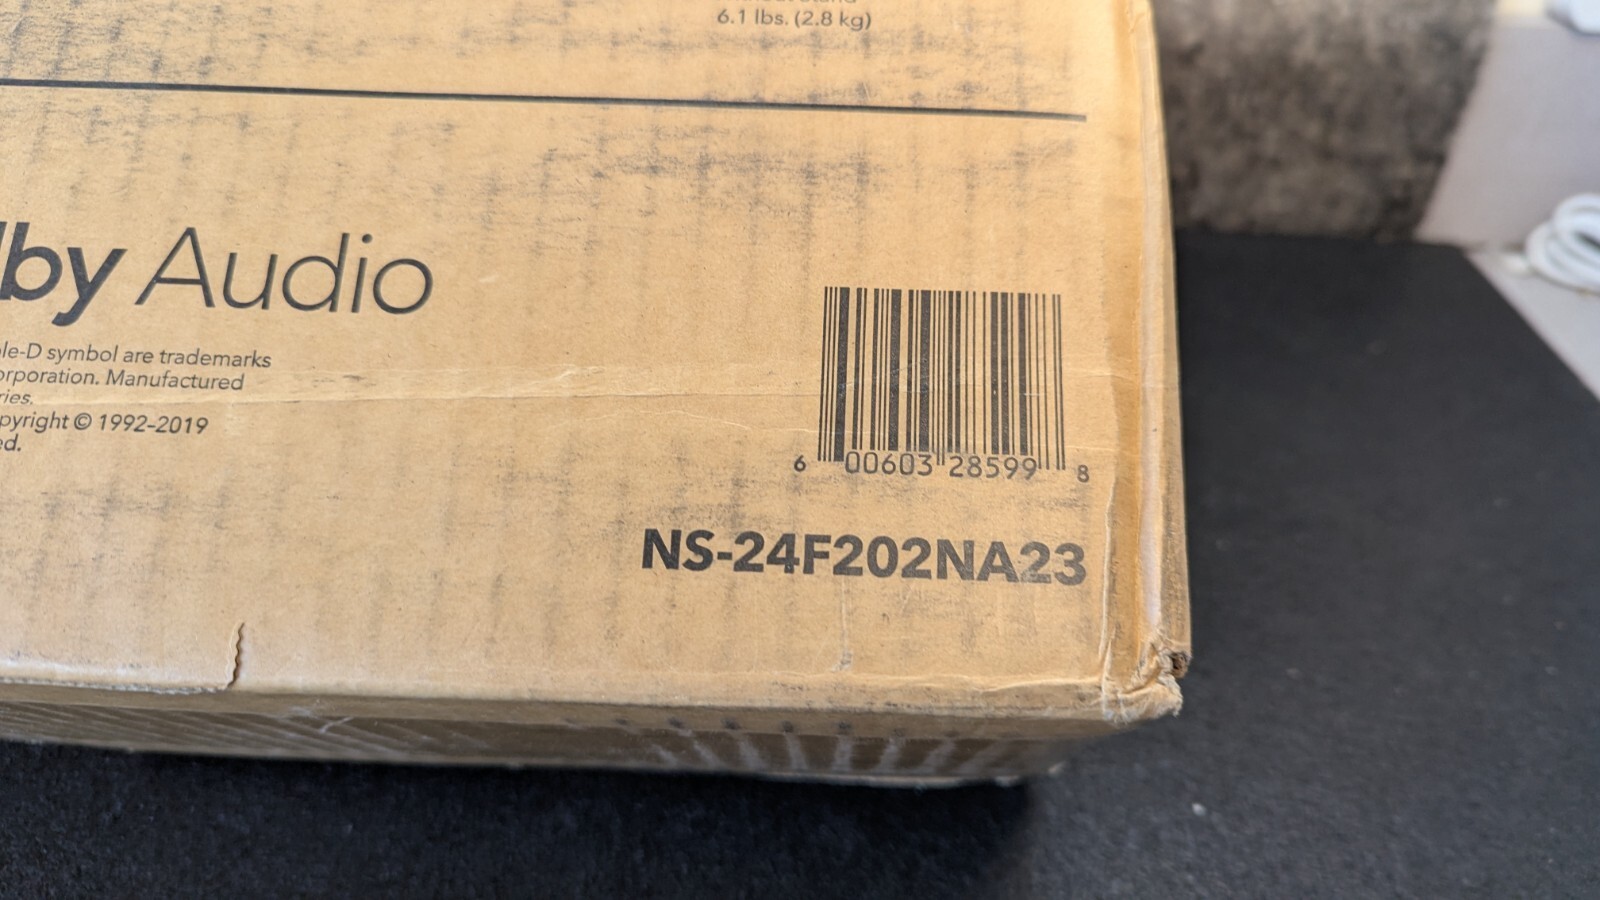 6.1 lbs. (2.8 kg)
lby Audio
le-D symbol are trademarks
orporation. Manufactured
ries.
pyright © 1992-2019
ed.
6 00603 28599 8
NS-24F202NA23